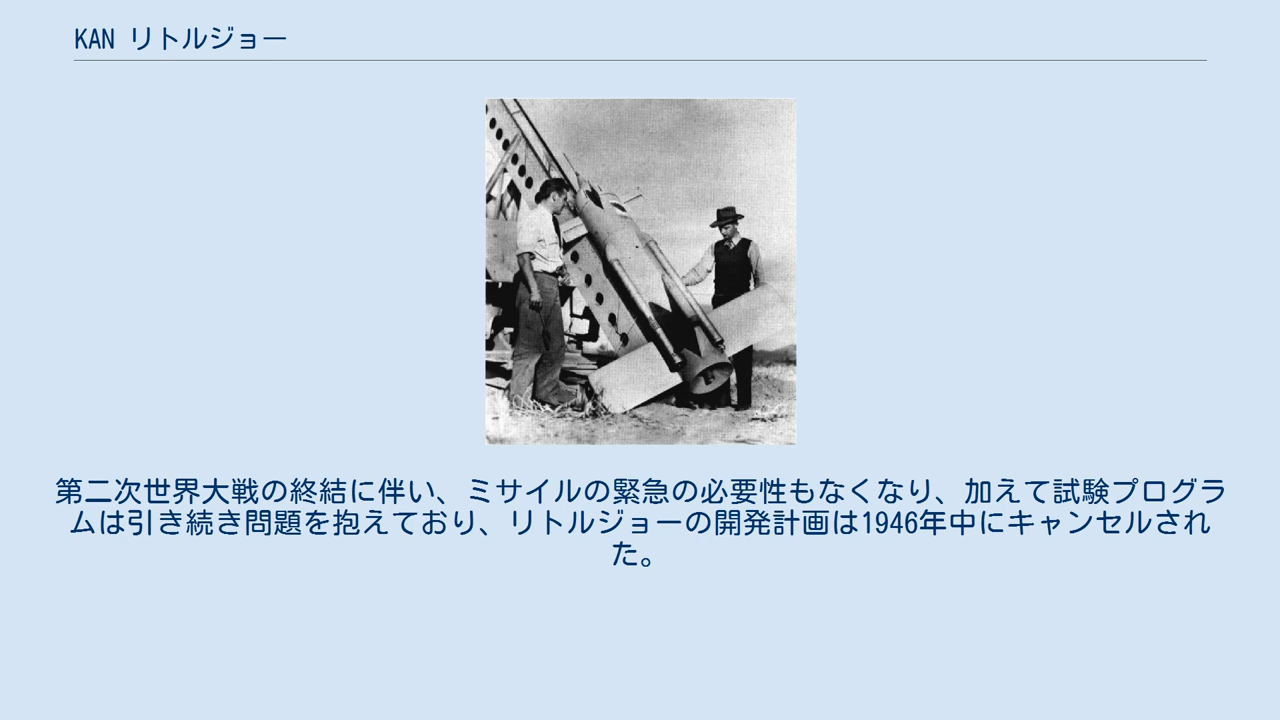 KAN リトルジョー
第二次世界大戦の終結に伴い、ミサイルの緊急の必要性もなくなり、加えて試験プログラ
ムは引き続き問題を抱えており、リトルジョーの開発計画は1946年中にキャンセルされ
た。